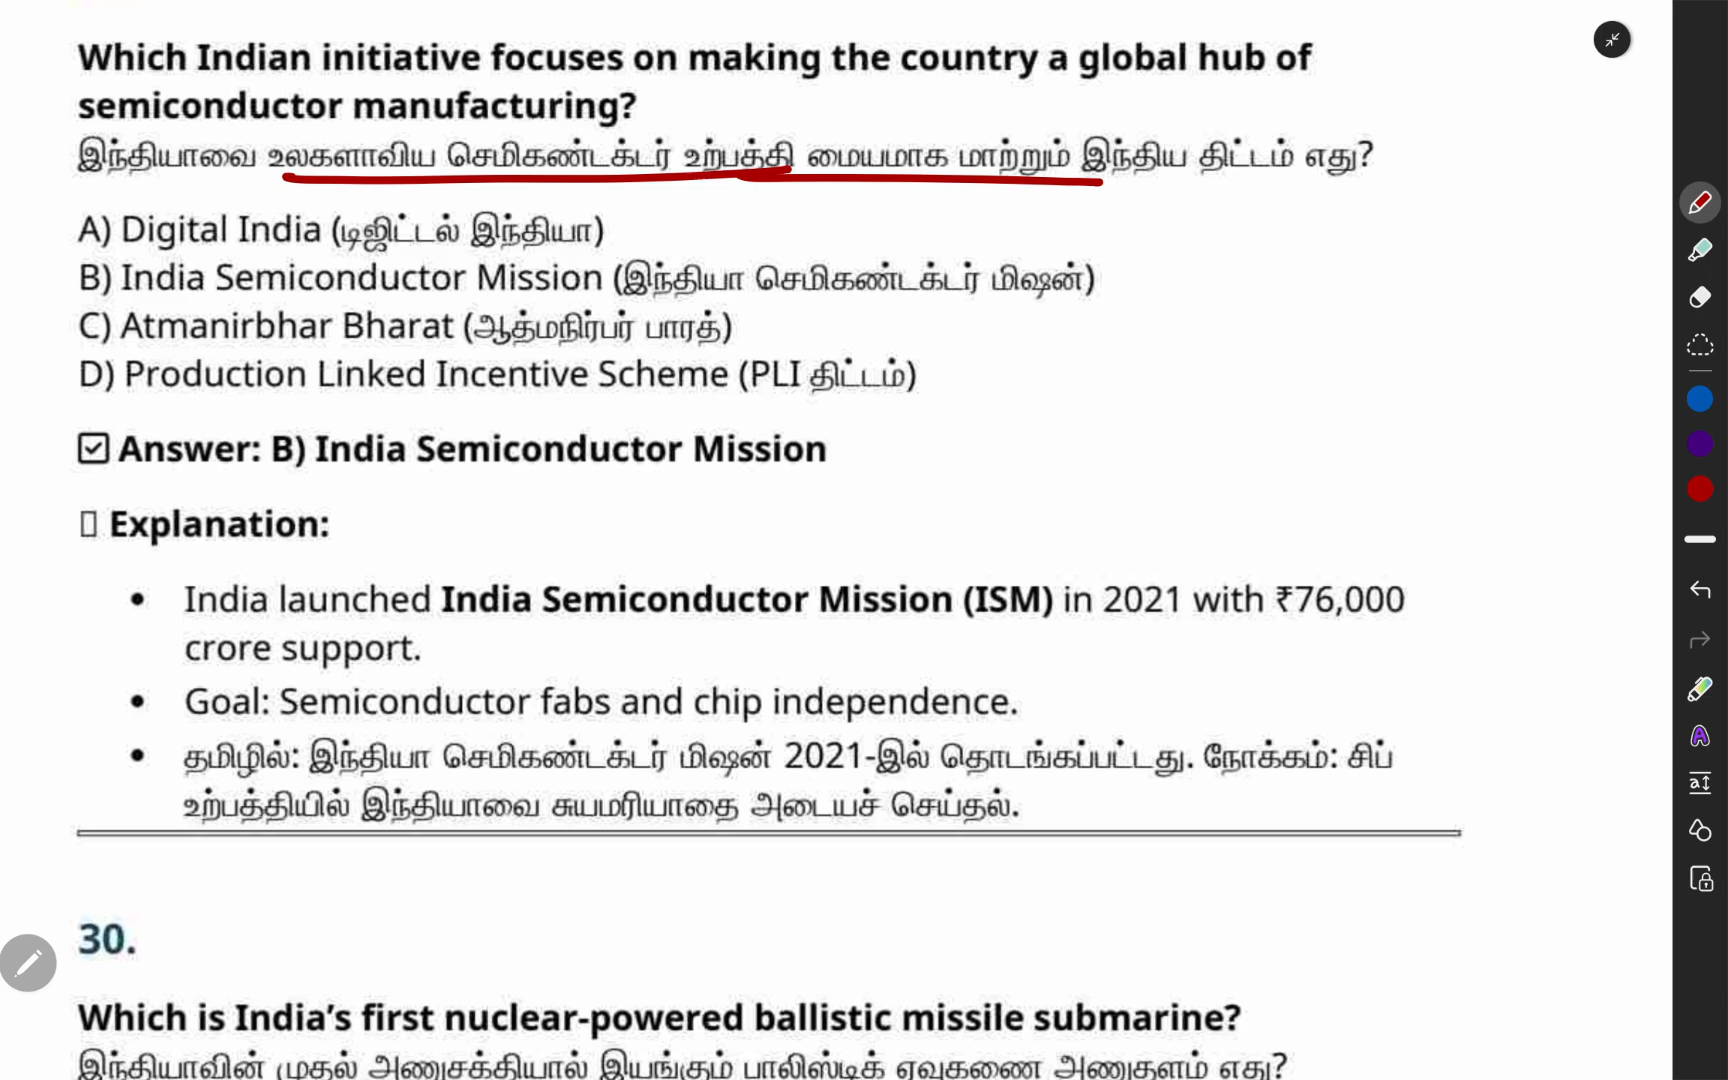 Which Indian initiative focuses on making the country a global hub of
semiconductor manufacturing?
இந்தியாவை உலகளாவிய செமிகண்டக்டர் உற்பத்தி மையமாக மாற்றும் இந்திய திட்டம் எது?
A) Digital India (டிஜிட்டல் இந்தியா)
B) India Semiconductor Mission (இந்தியா செமிகண்டக்டர் மிஷன்)
C) Atmanirbhar Bharat (ஆத்மநிர்பர் பாரத்)
D) Production Linked Incentive Scheme (PLI திட்டம்)
Answer: B) India Semiconductor Mission
Explanation:
• India launched India Semiconductor Mission (ISM) in 2021 with ₹76,000
crore support.
• Goal: Semiconductor fabs and chip independence.
• தமிழில்: இந்தியா செமிகண்டக்டர் மிஷன் 2021-இல் தொடங்கப்பட்டது. நோக்கம்: சிப்
உற்பத்தியில் இந்தியாவை சுயமரியாதை அடையச் செய்தல்.
30.
Which is India’s first nuclear-powered ballistic missile submarine?
இந்தியாவின் முதல் அணுசக்தியால் இயங்கும் பாலிஸ்டிக் ஏவுகணை அணுகளம் எது?